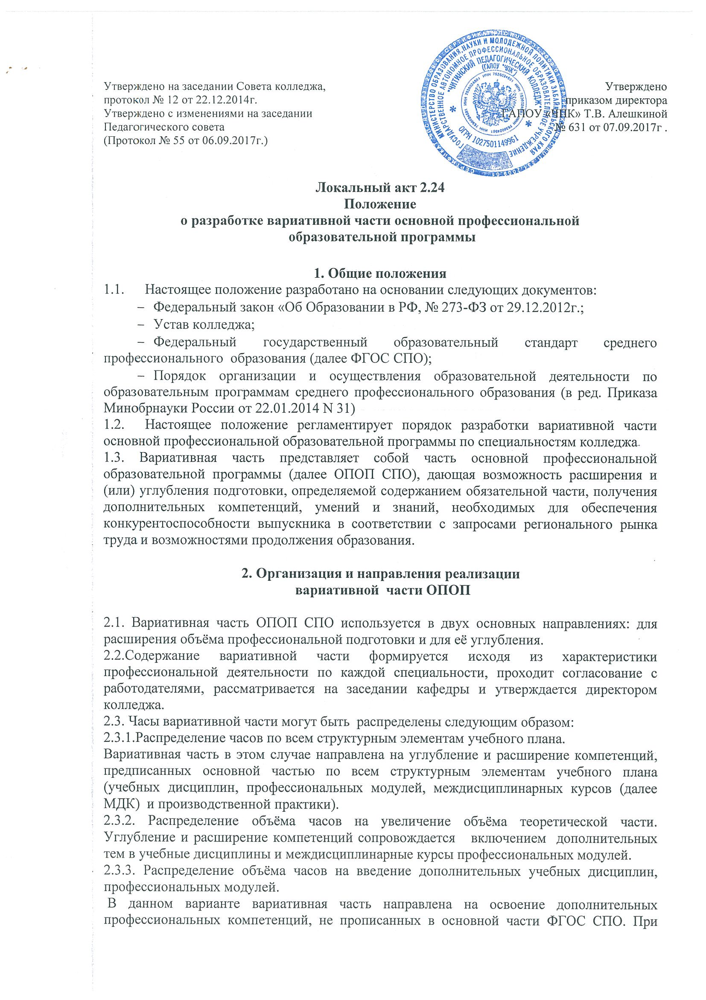 Утверждено на заседании Совета колледжа,
протокол № 12 от 22.12.2014г.
Утверждено с изменениями на заседании
Педагогического совета
(Протокол № 55 от 06.09.2017г.)
Утверждено
приказом директора
ГАПОУ «ЧПК» Т.В. Алешкиной
№ 631 от 07.09.2017г .
МИНИСТЕРСТВО ОБРАЗОВАНИЯ, НАУКИ И МОЛОДЕЖНОЙ ПОЛИТИКИ ЗАБАЙКАЛЬСКОГО КРАЯ
ГОСУДАРСТВЕННОЕ АВТОНОМНОЕ ПРОФЕССИОНАЛЬНОЕ ОБРАЗОВАТЕЛЬНОЕ УЧРЕЖДЕНИЕ
"ЧИТИНСКИЙ ПЕДАГОГИЧЕСКИЙ КОЛЛЕДЖ"
ОГРН 1027501149961
Локальный акт 2.24
Положение
о разработке вариативной части основной профессиональной
образовательной программы
1. Общие положения
1.1. Настоящее положение разработано на основании следующих документов:
– Федеральный закон «Об Образовании в РФ, № 273-ФЗ от 29.12.2012г.;
– Устав колледжа;
– Федеральный государственный образовательный стандарт среднего
профессионального образования (далее ФГОС СПО);
– Порядок организации и осуществления образовательной деятельности по
образовательным программам среднего профессионального образования (в ред. Приказа
Минобрнауки России от 22.01.2014 N 31)
1.2. Настоящее положение регламентирует порядок разработки вариативной части
основной профессиональной образовательной программы по специальностям колледжа.
1.3. Вариативная часть представляет собой часть основной профессиональной
образовательной программы (далее ОПОП СПО), дающая возможность расширения и
(или) углубления подготовки, определяемой содержанием обязательной части, получения
дополнительных компетенций, умений и знаний, необходимых для обеспечения
конкурентоспособности выпускника в соответствии с запросами регионального рынка
труда и возможностями продолжения образования.
2. Организация и направления реализации
вариативной части ОПОП
2.1. Вариативная часть ОПОП СПО используется в двух основных направлениях: для
расширения объёма профессиональной подготовки и для её углубления.
2.2.Содержание вариативной части формируется исходя из характеристики
профессиональной деятельности по каждой специальности, проходит согласование с
работодателями, рассматривается на заседании кафедры и утверждается директором
колледжа.
2.3. Часы вариативной части могут быть распределены следующим образом:
2.3.1.Распределение часов по всем структурным элементам учебного плана.
Вариативная часть в этом случае направлена на углубление и расширение компетенций,
предписанных основной частью по всем структурным элементам учебного плана
(учебных дисциплин, профессиональных модулей, междисциплинарных курсов (далее
МДК) и производственной практики).
2.3.2. Распределение объёма часов на увеличение объёма теоретической части.
Углубление и расширение компетенций сопровождается включением дополнительных
тем в учебные дисциплины и междисциплинарные курсы профессиональных модулей.
2.3.3. Распределение объёма часов на введение дополнительных учебных дисциплин,
профессиональных модулей.
В данном варианте вариативная часть направлена на освоение дополнительных
профессиональных компетенций, не прописанных в основной части ФГОС СПО. При